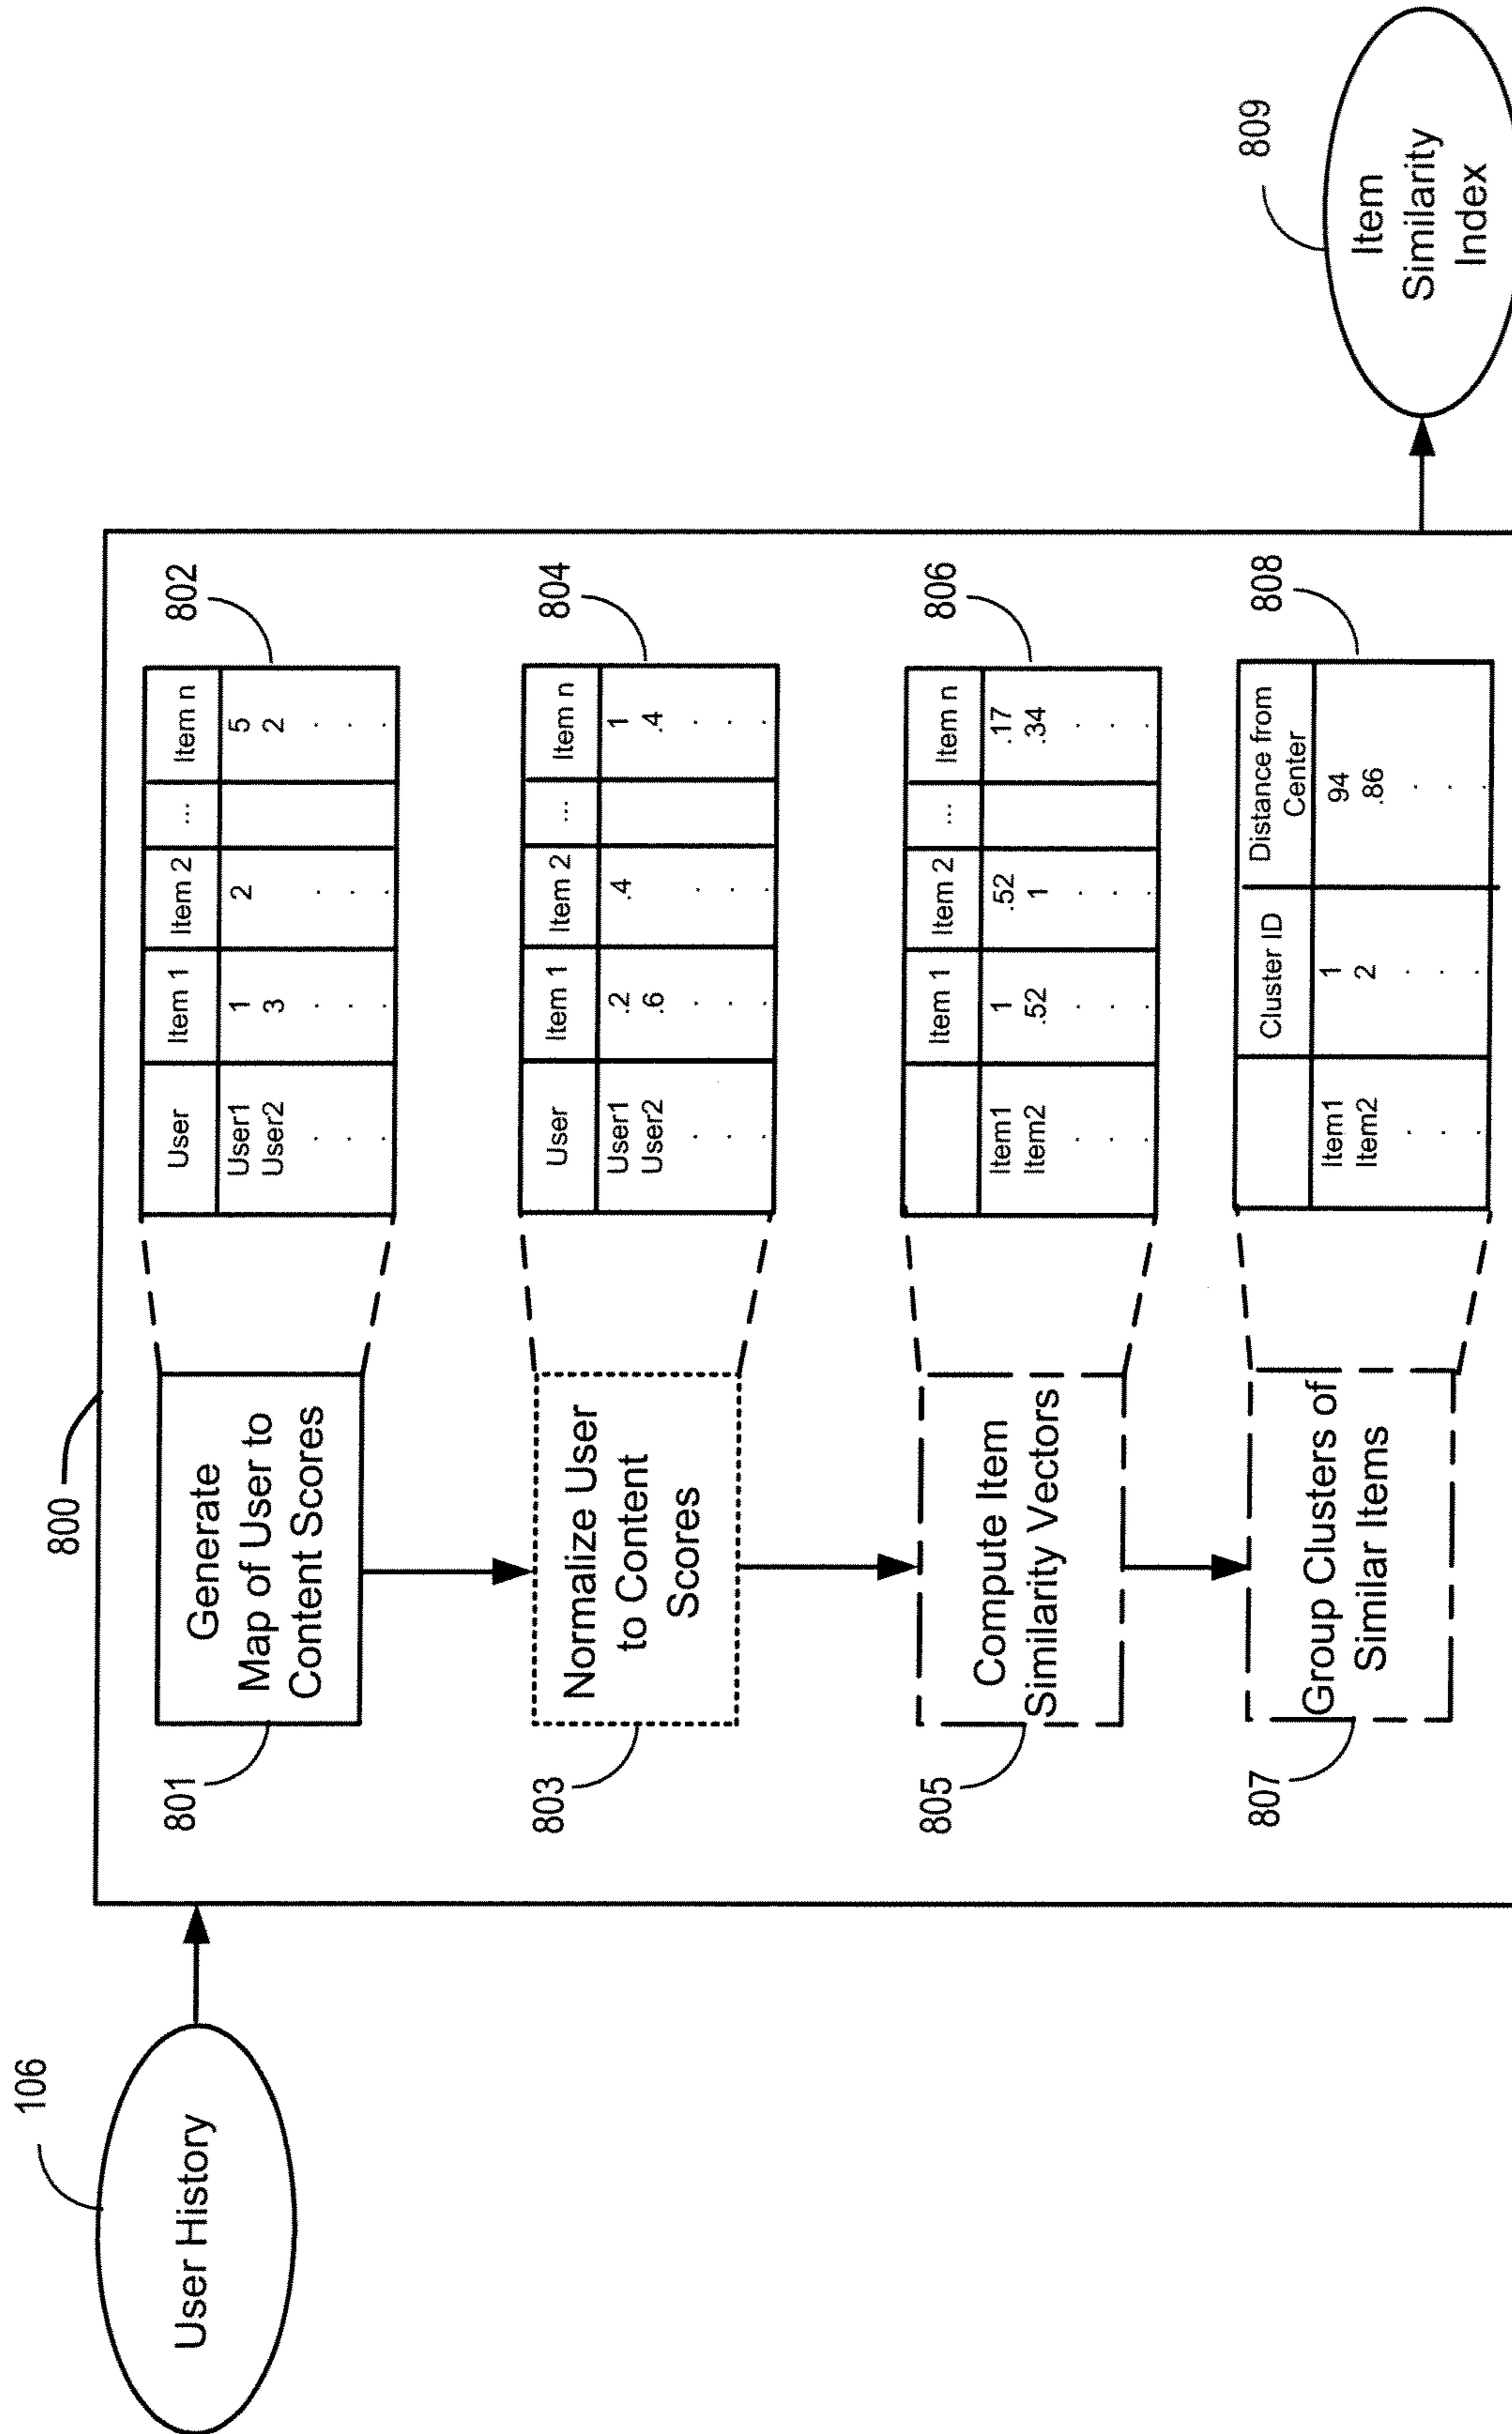 800
106
User History
801
Generate
Map of User to
Content Scores
802
User Item 1 Item 2 ... Item n
User1 1 2 5
User2 3 2
. . . .
. . . .
. . . .
803
Normalize User
to Content
Scores
804
User Item 1 Item 2 ... Item n
User1 .2 .4 1
User2 .6 .4
. . . .
. . . .
. . . .
805
Compute Item
Similarity Vectors
806
Item 1 Item 2 ... Item n
Item1 1 .52 .17
Item2 .52 1 .34
. . . .
. . . .
. . . .
807
Group Clusters of
Similar Items
808
Cluster ID Distance from
Center
Item1 1 94
Item2 2 .86
. . .
. . .
. . .
809
Item
Similarity
Index